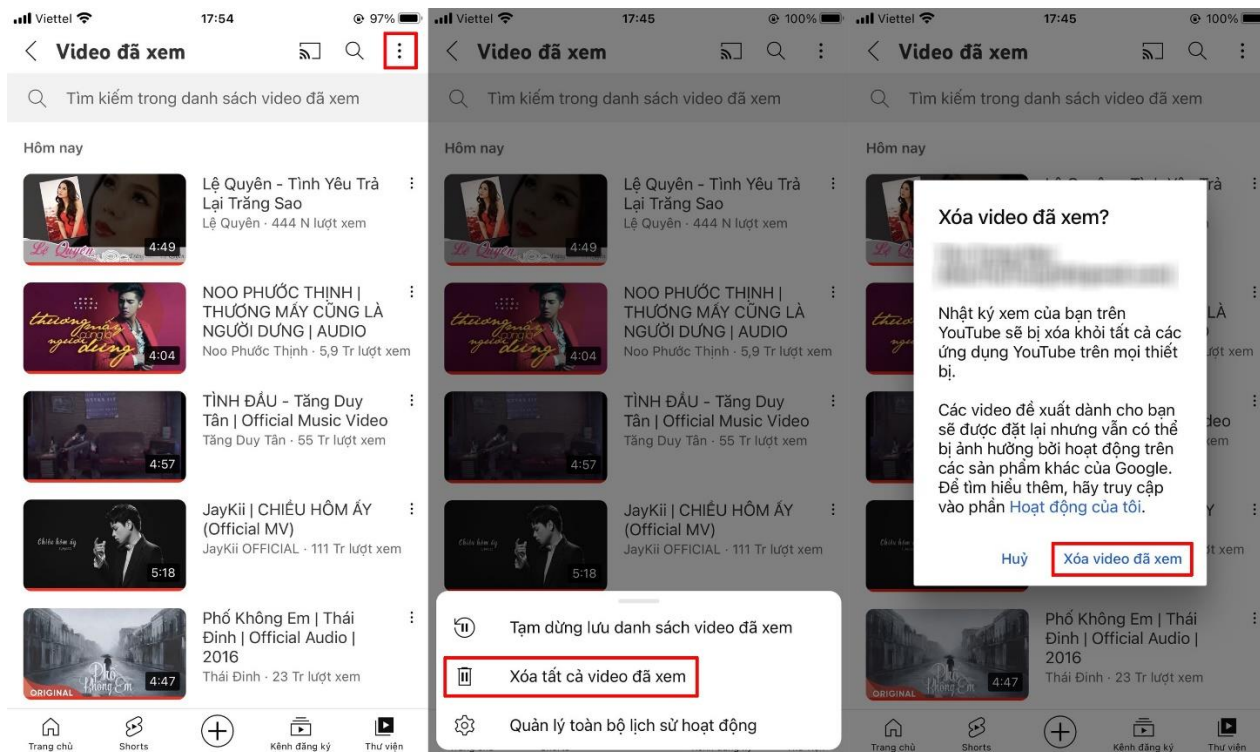 Viettel
17:54
97%
Video đã xem
Tìm kiếm trong danh sách video đã xem
Hôm nay
4:49
Lệ Quyên - Tình Yêu Trả
Lại Trăng Sao
Lệ Quyên · 444 N lượt xem
4:04
NOO PHƯỚC THỊNH |
THƯƠNG MẤY CŨNG LÀ
NGƯỜI DƯNG | AUDIO
Noo Phước Thịnh · 5,9 Tr lượt xem
4:57
TÌNH ĐẦU - Tăng Duy
Tân | Official Music Video
Tăng Duy Tân · 55 Tr lượt xem
Chiều hôm ấy
5:18
JayKii | CHIỀU HÔM ẤY
(Official MV)
JayKii OFFICIAL · 111 Tr lượt xem
ORIGINAL
4:47
Phố Không Em | Thái
Đinh | Official Audio |
2016
Thái Đinh · 23 Tr lượt xem
Trang chủ
Shorts
Kênh đăng ký
Thư viện
Viettel
17:45
100%
Video đã xem
Tìm kiếm trong danh sách video đã xem
Hôm nay
4:49
Lệ Quyên - Tình Yêu Trả
Lại Trăng Sao
Lệ Quyên · 444 N lượt xem
4:04
NOO PHƯỚC THỊNH |
THƯƠNG MẤY CŨNG LÀ
NGƯỜI DƯNG | AUDIO
Noo Phước Thịnh · 5,9 Tr lượt xem
4:57
TÌNH ĐẦU - Tăng Duy
Tân | Official Music Video
Tăng Duy Tân · 55 Tr lượt xem
5:18
JayKii | CHIỀU HÔM ẤY
(Official MV)
JayKii OFFICIAL · 111 Tr lượt xem
Tạm dừng lưu danh sách video đã xem
Xóa tất cả video đã xem
Quản lý toàn bộ lịch sử hoạt động
Viettel
17:45
100%
Video đã xem
Tìm kiếm trong danh sách video đã xem
Hôm nay
Xóa video đã xem?
Nhật ký xem của bạn trên
YouTube sẽ bị xóa khỏi tất cả các
ứng dụng YouTube trên mọi thiết
bị.
Các video đề xuất dành cho bạn
sẽ được đặt lại nhưng vẫn có thể
bị ảnh hưởng bởi hoạt động trên
các sản phẩm khác của Google.
Để tìm hiểu thêm, hãy truy cập
vào phần Hoạt động của tôi.
Huỷ
Xóa video đã xem
ORIGINAL
4:47
Phố Không Em | Thái
Đinh | Official Audio |
2016
Thái Đinh · 23 Tr lượt xem
Trang chủ
Shorts
Kênh đăng ký
Thư viện